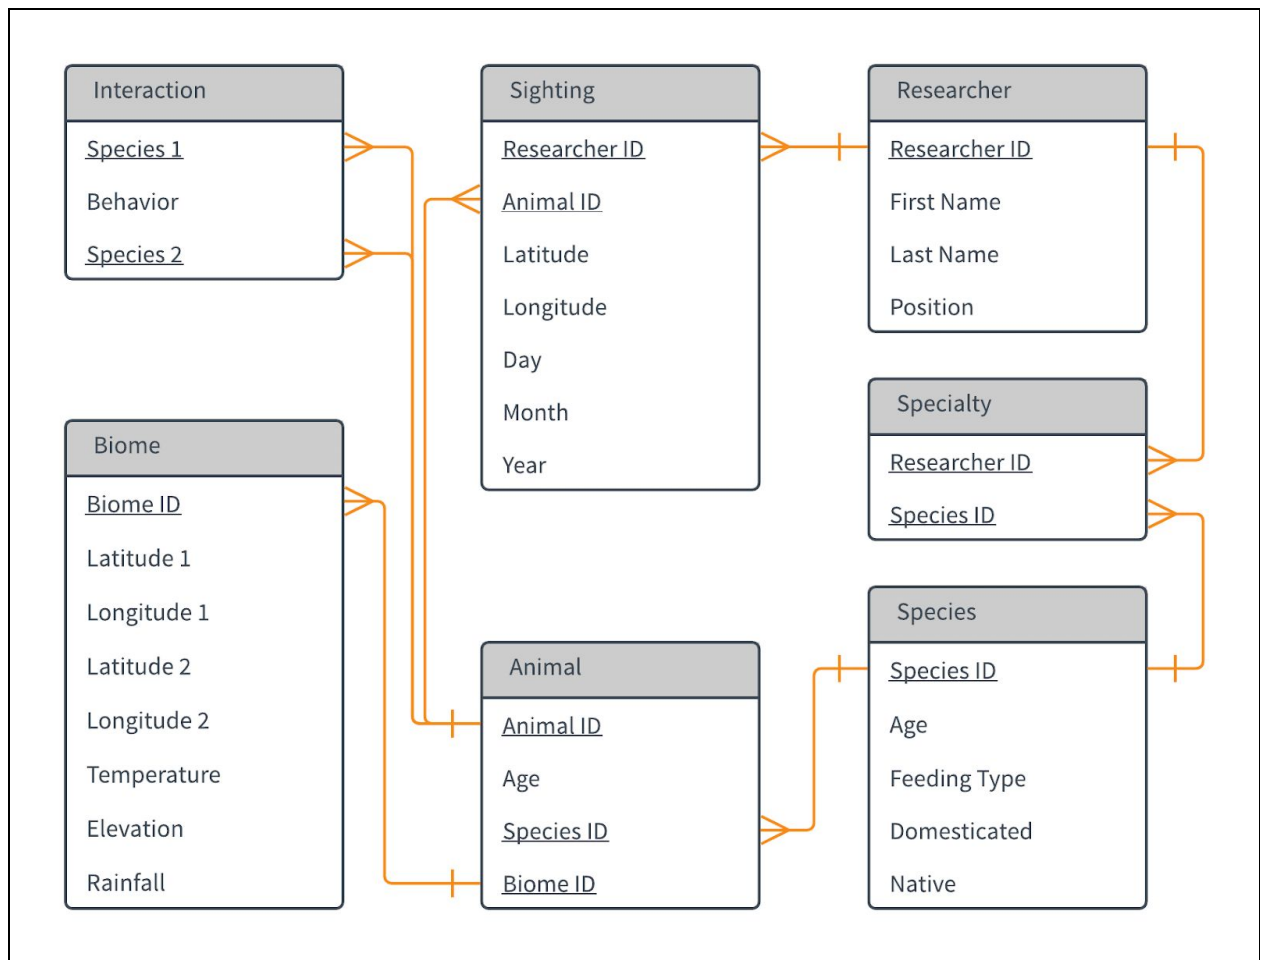 Interaction
Species 1
Behavior
Species 2
Sighting
Researcher ID
Animal ID
Latitude
Longitude
Day
Month
Year
Researcher
Researcher ID
First Name
Last Name
Position
Specialty
Researcher ID
Species ID
Biome
Biome ID
Latitude 1
Longitude 1
Latitude 2
Longitude 2
Temperature
Elevation
Rainfall
Animal
Animal ID
Age
Species ID
Biome ID
Species
Species ID
Age
Feeding Type
Domesticated
Native